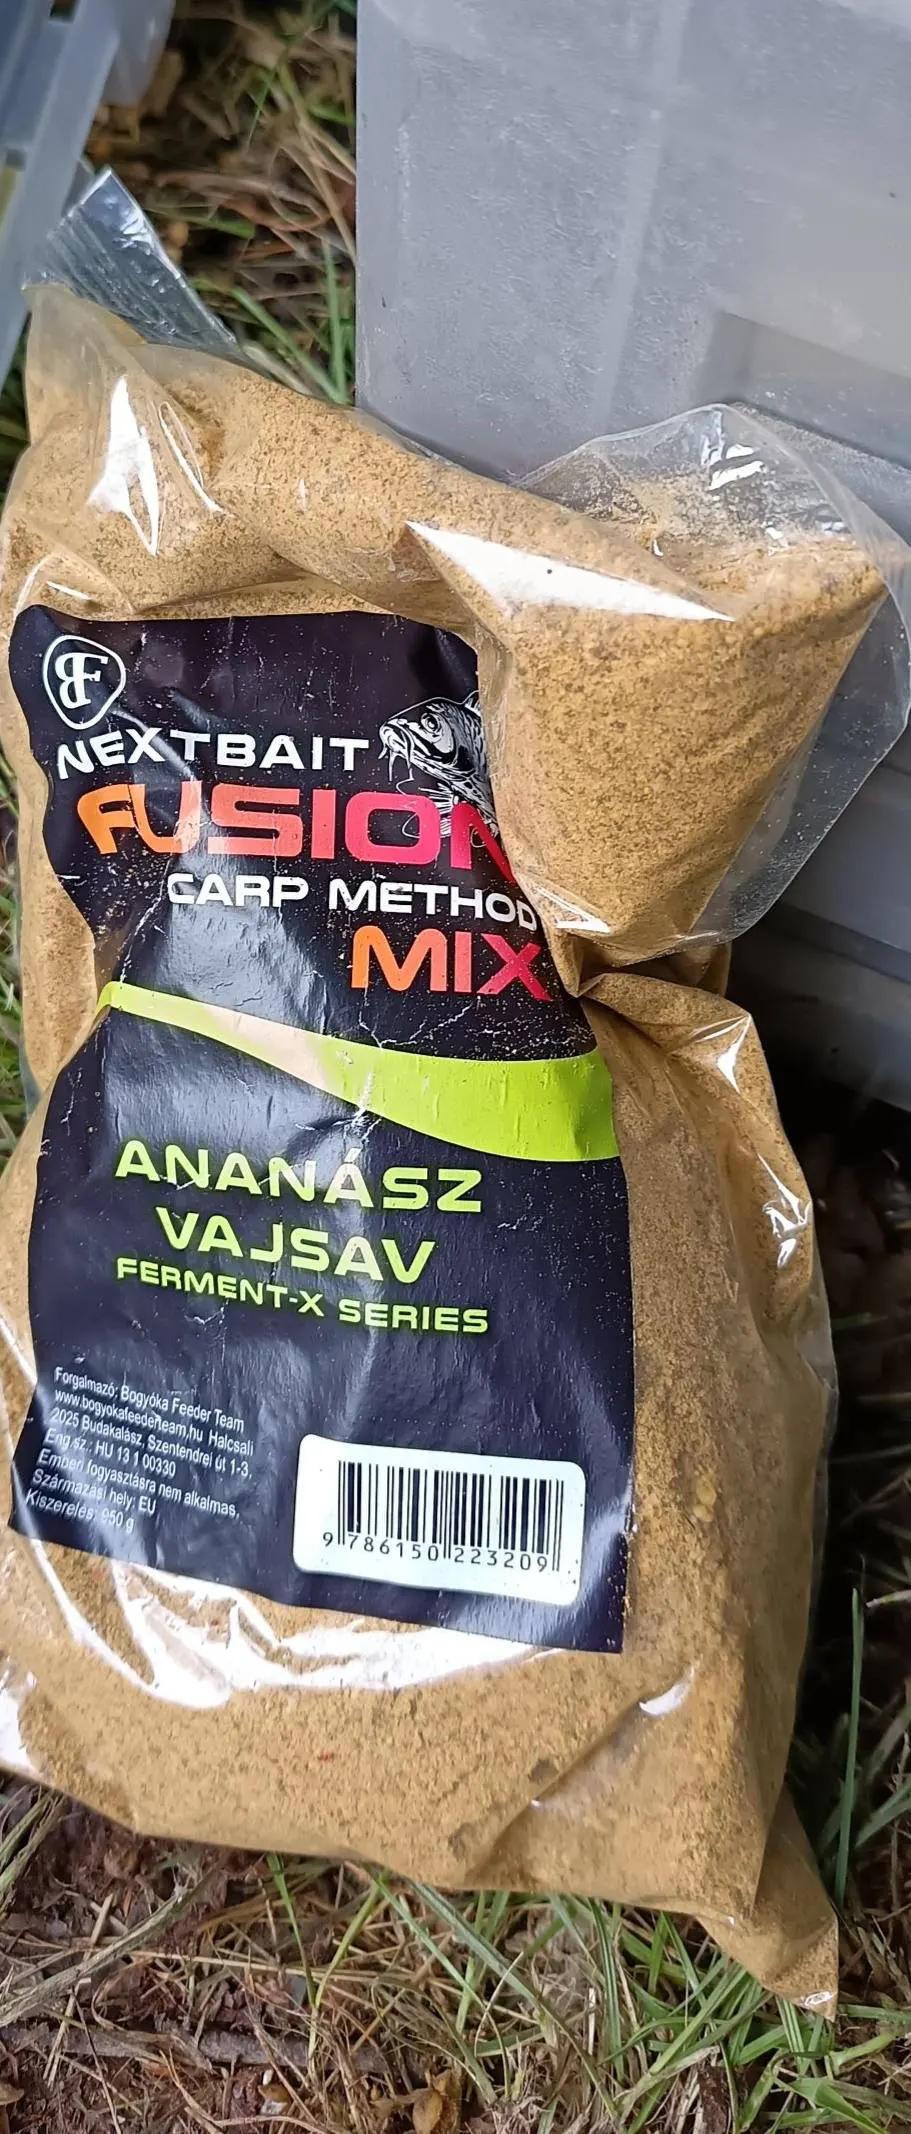 BF
NEXTBAIT
FUSION
CARP METHOD
MIX
ANANÁSZ
VAJSAV
FERMENT-X SERIES
Forgalmazó: Bogyóka Feeder Team
www.bogyokafeederteam.hu Halcsali
2025 Budakalász, Szentendrei út 1-3.
Eng.sz.: HU 13 1 00330
Emberi fogyasztásra nem alkalmas.
Származási hely: EU
Kiszerelés: 950 g
9 786150 223209